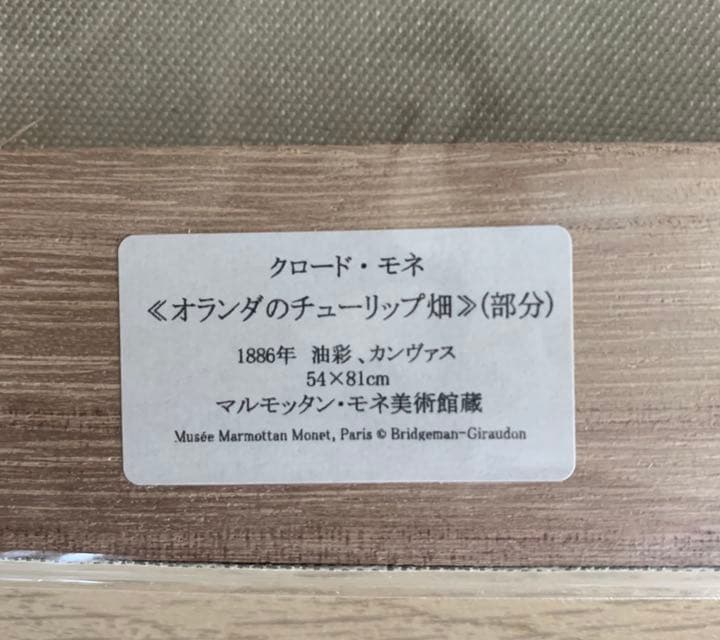 クロード・モネ
≪オランダのチューリップ畑≫(部分)
1886年 油彩、カンヴァス
54×81cm
マルモッタン・モネ美術館蔵
Musée Marmottan Monet, Paris © Bridgeman-Giraudon